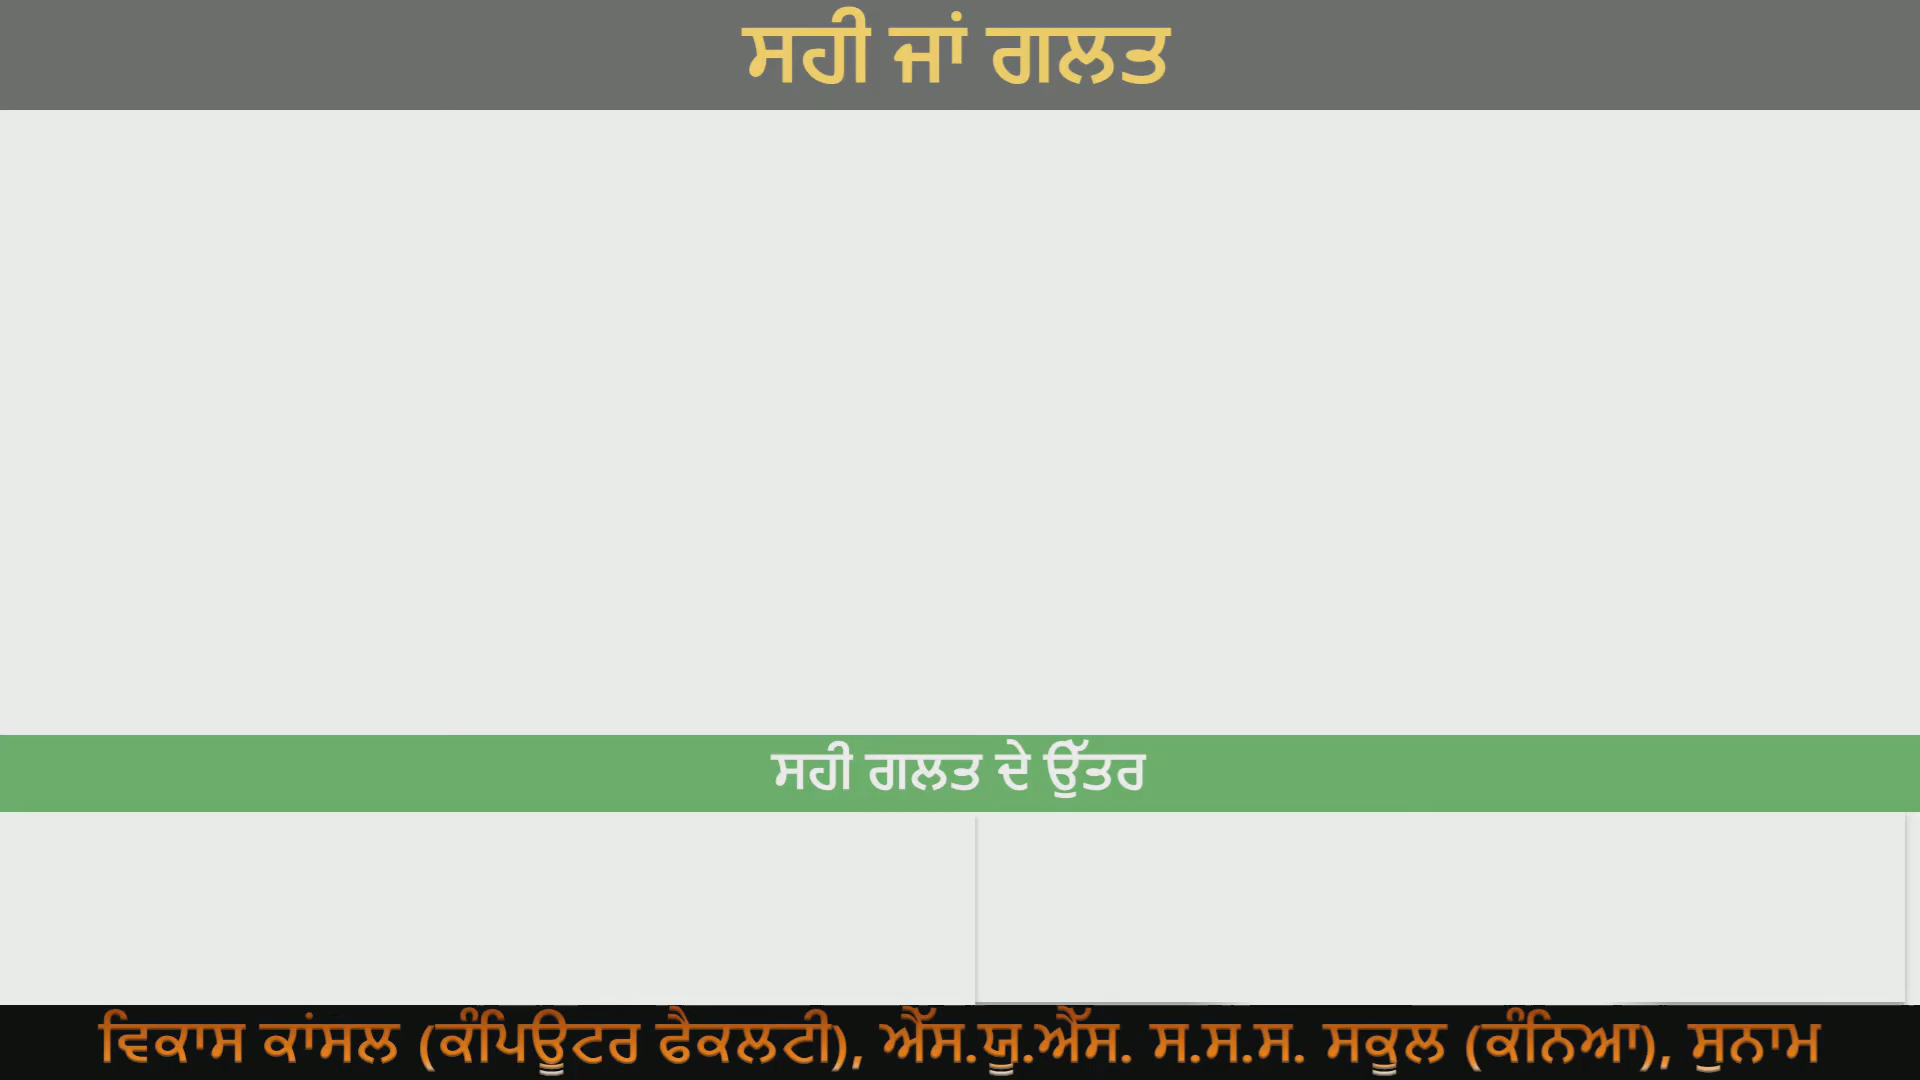 ਸਹੀ ਜਾਂ ਗਲਤ
ਸਹੀ ਗਲਤ ਦੇ ਉੱਤਰ
ਵਿਕਾਸ ਕਾਂਸਲ (ਕੰਪਿਊਟਰ ਫੈਕਲਟੀ), ਐੱਸ.ਯੂ.ਐੱਸ. ਸ.ਸ.ਸ. ਸਕੂਲ (ਕੰਨਿਆ), ਸੁਨਾਮ